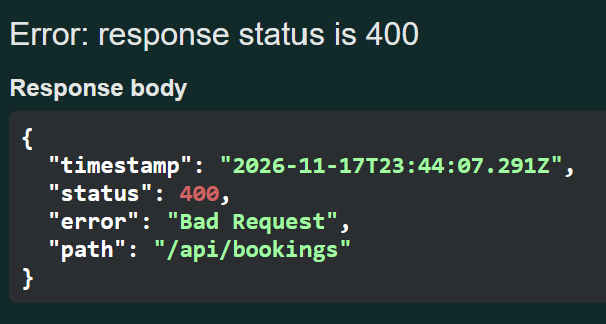 Error: response status is 400
Response body
{
  "timestamp": "2026-11-17T23:44:07.291Z",
  "status": 400,
  "error": "Bad Request",
  "path": "/api/bookings"
}